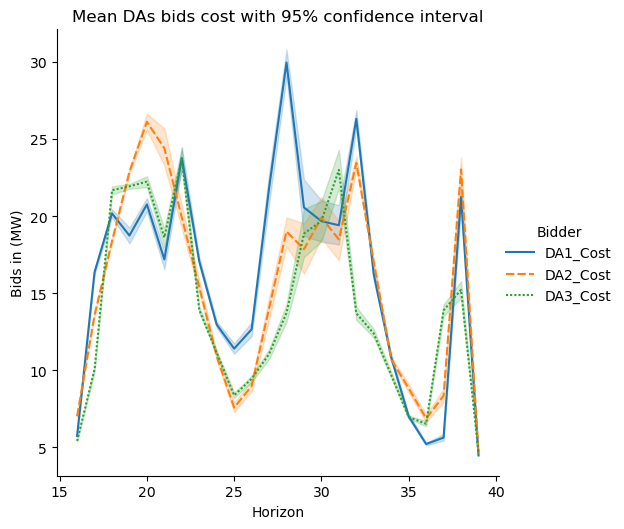 Mean DAs bids cost with 95% confidence interval
30
25
20
15
10
5
Bids in (MW)
15
20
25
30
35
40
Horizon
Bidder
DA1_Cost
DA2_Cost
DA3_Cost